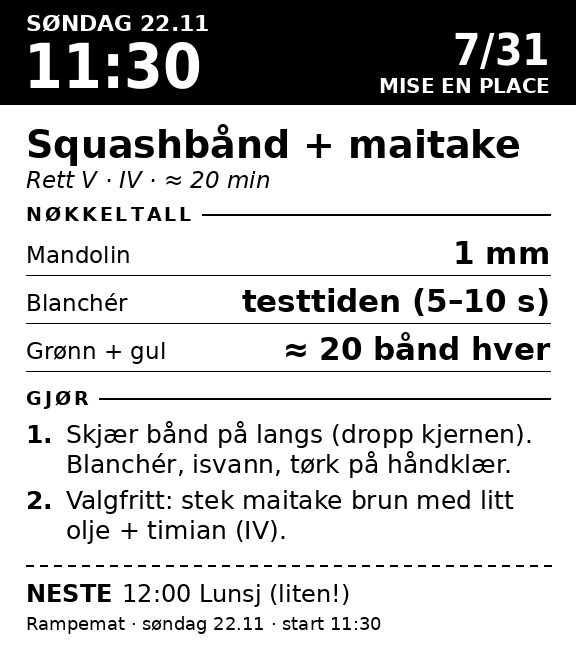 SØNDAG 22.11
11:30
7/31
MISE EN PLACE
Squashbånd + maitake
Rett V · IV · ≈ 20 min
NØKKELTALL
Mandolin 1 mm
Blanchér testtiden (5–10 s)
Grønn + gul ≈ 20 bånd hver
GJØR
1. Skjær bånd på langs (dropp kjernen).
Blanchér, isvann, tørk på håndklær.
2. Valgfritt: stek maitake brun med litt
olje + timian (IV).
NESTE 12:00 Lunsj (liten!)
Rampemat · søndag 22.11 · start 11:30